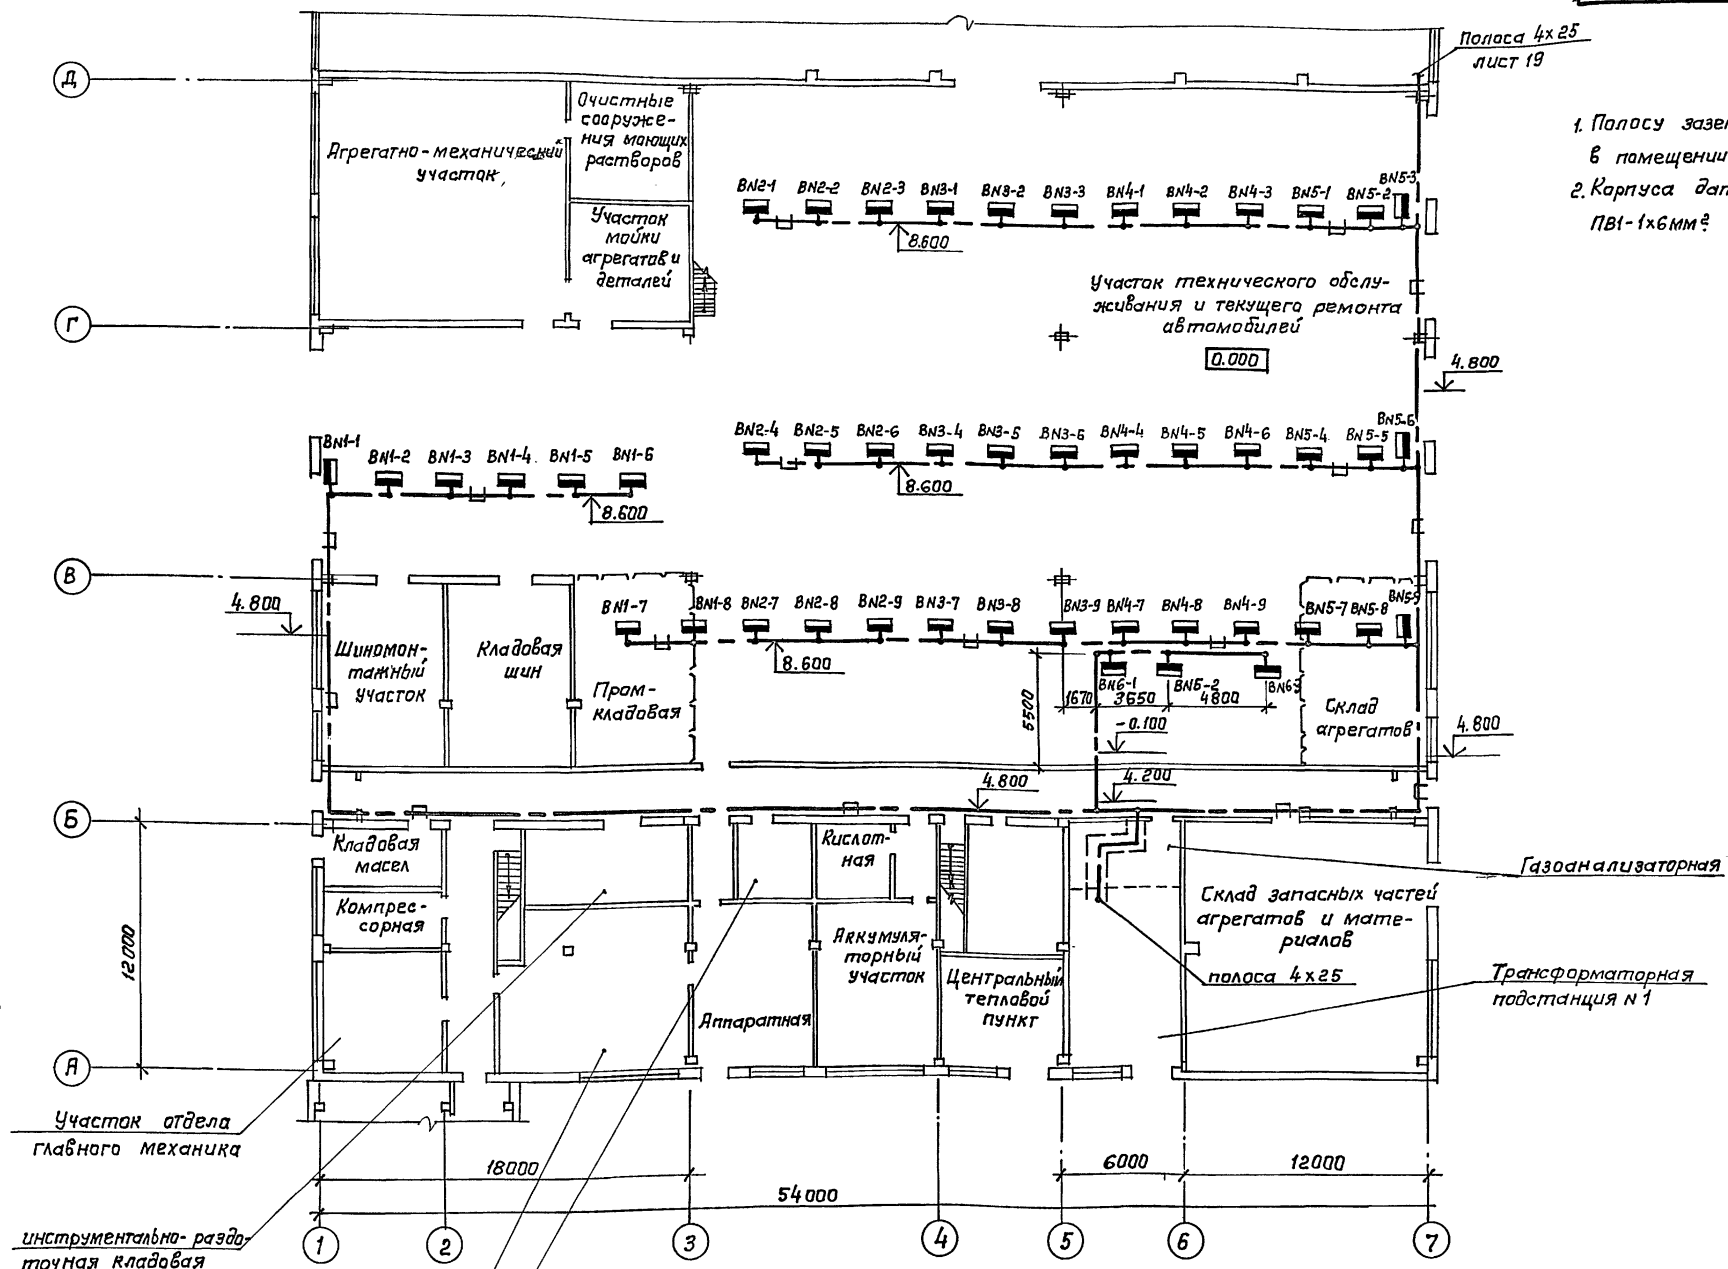 Полоса 4х25
лист 19
Д
Очистные
сооруже-
ния моющих
растворов
Агрегатно-механический
участок
1. Полосу
в помещении
2. Корпуса
ПВ1-1х6мм²
BN2-1 BN2-2 BN2-3 BN3-1 BN3-2 BN3-3 BN4-1 BN4-2 BN4-3 BN5-1 BN5-2 BN5-3
8.600
Участок
мойки
агрегатов и
деталей
Участок технического обслу-
живания и текущего ремонта
автомобилей
0.000
Г
4.800
BN2-4 BN2-5 BN2-6 BN3-4 BN3-5 BN3-6 BN4-4 BN4-5 BN4-6 BN5-4 BN5-5 BN5-6
8.600
BN1-1 BN1-2 BN1-3 BN1-4 BN1-5 BN1-6
8.600
В
4.800
BN1-7 BN1-8 BN2-7 BN2-8 BN2-9 BN3-7 BN3-8 BN3-9 BN4-7 BN4-8 BN4-9 BN5-7 BN5-8 BN5-9
8.600
Шиномон-
тажный
участок
Кладовая
шин
Пром-
кладовая
BN6-1 BN6-2 BN6-3
1670 3650 4800
5500
-0.100
Склад
агрегатов
4.800
4.200
4.800
Б
Кладовая
масел
Кислот-
ная
Газоанализаторная
Компрес-
сорная
Склад запасных частей
агрегатов и мате-
риалов
12000
Аккумуля-
торный
участок
Центральный
тепловой
пункт
полоса 4х25
Трансформаторная
подстанция N1
Аппаратная
А
Участок отдела
главного механика
18000
6000
12000
54000
инструментально-раздо-
точная кладовая
1 2 3 4 5 6 7